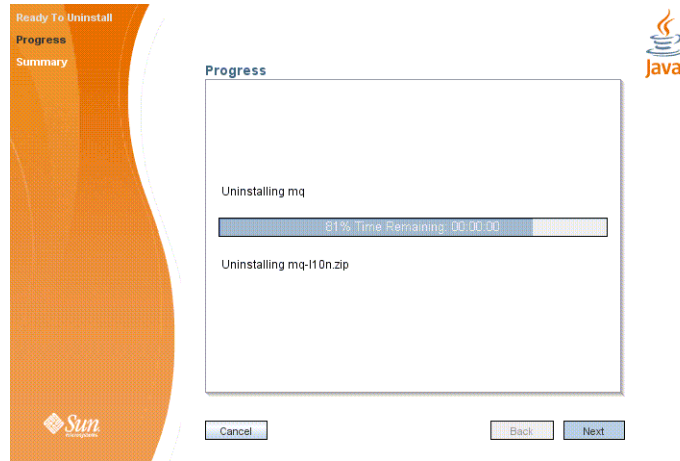 Ready To Uninstall
Progress
Summary
Java
Progress
Uninstalling mq
81% Time Remaining: 00:00:00
Uninstalling mq-l10n.zip
Sun
microsystems
Cancel
Back
Next